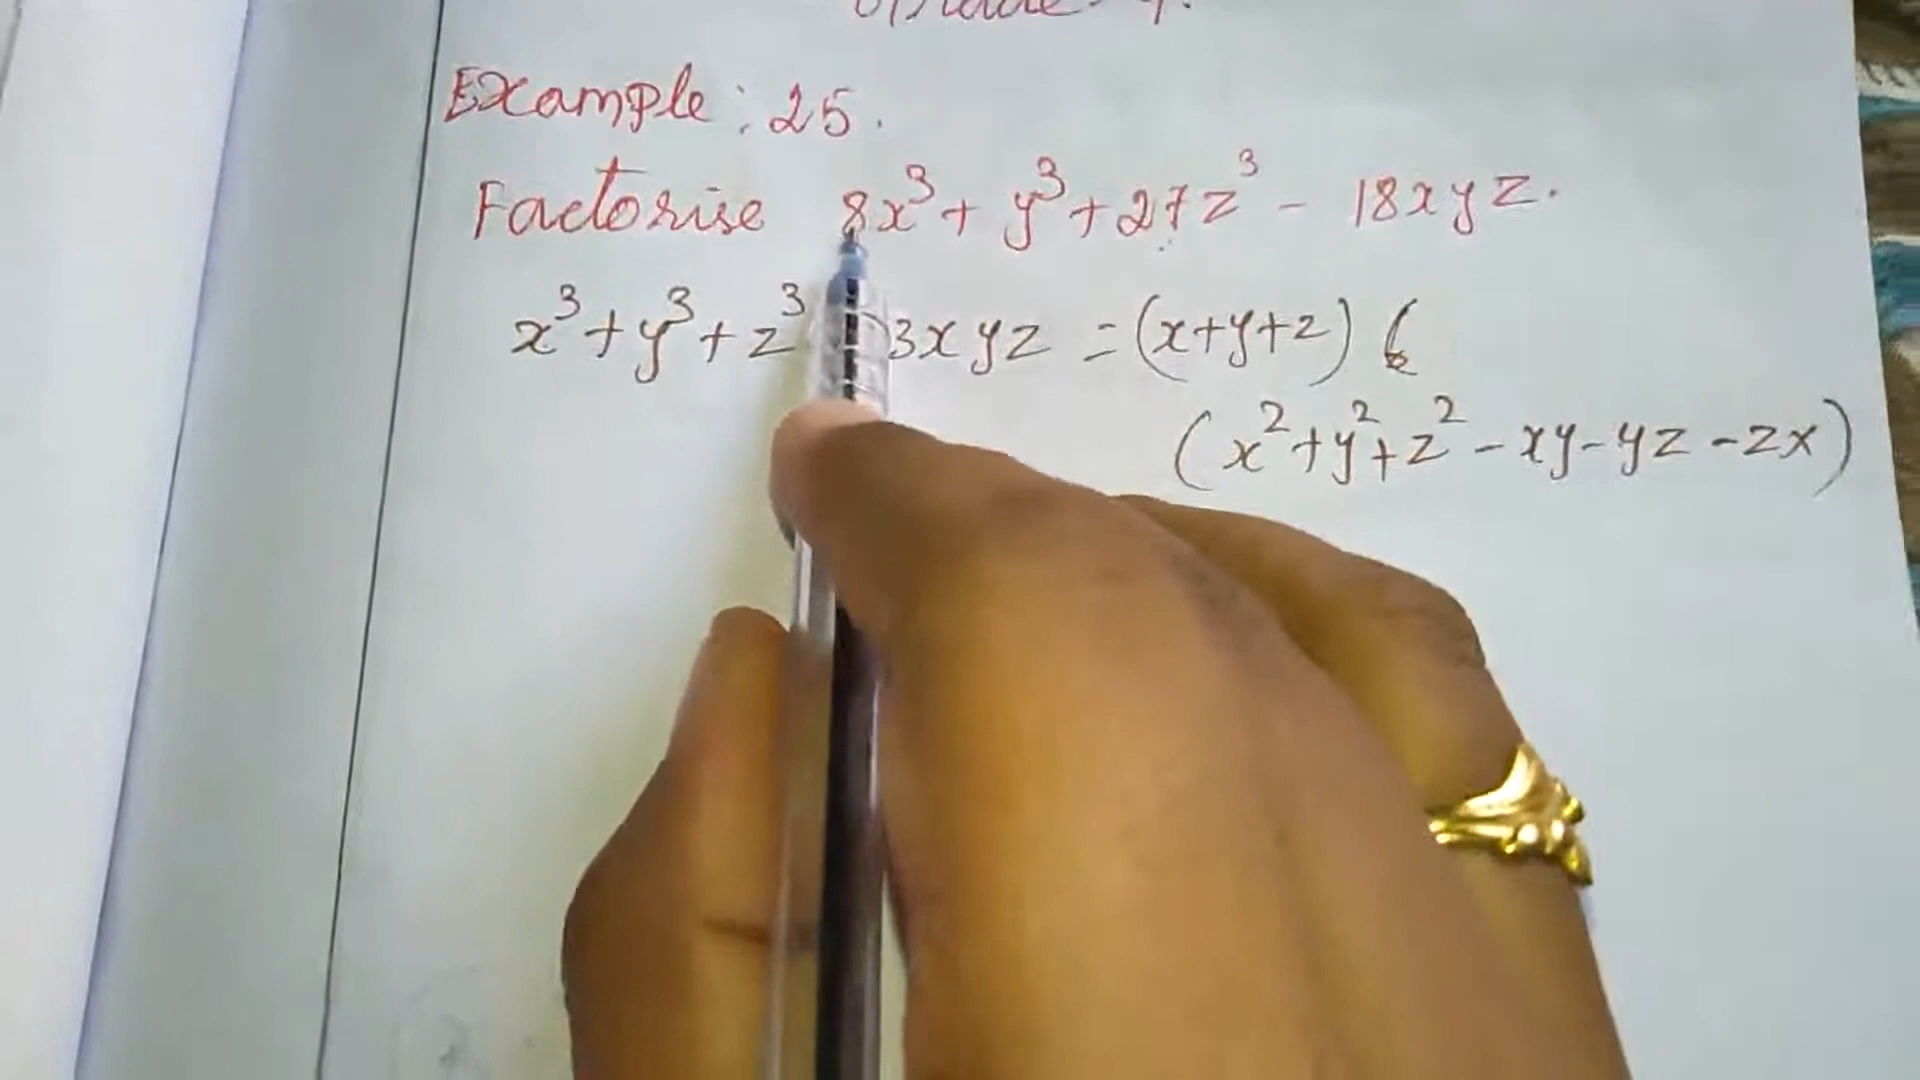 Example : 25.
Factorise 8x³ + y³ + 27z³ - 18xyz.
x³ + y³ + z³ 3xyz = (x+y+z) (
(x² + y² + z² - xy - yz - zx)